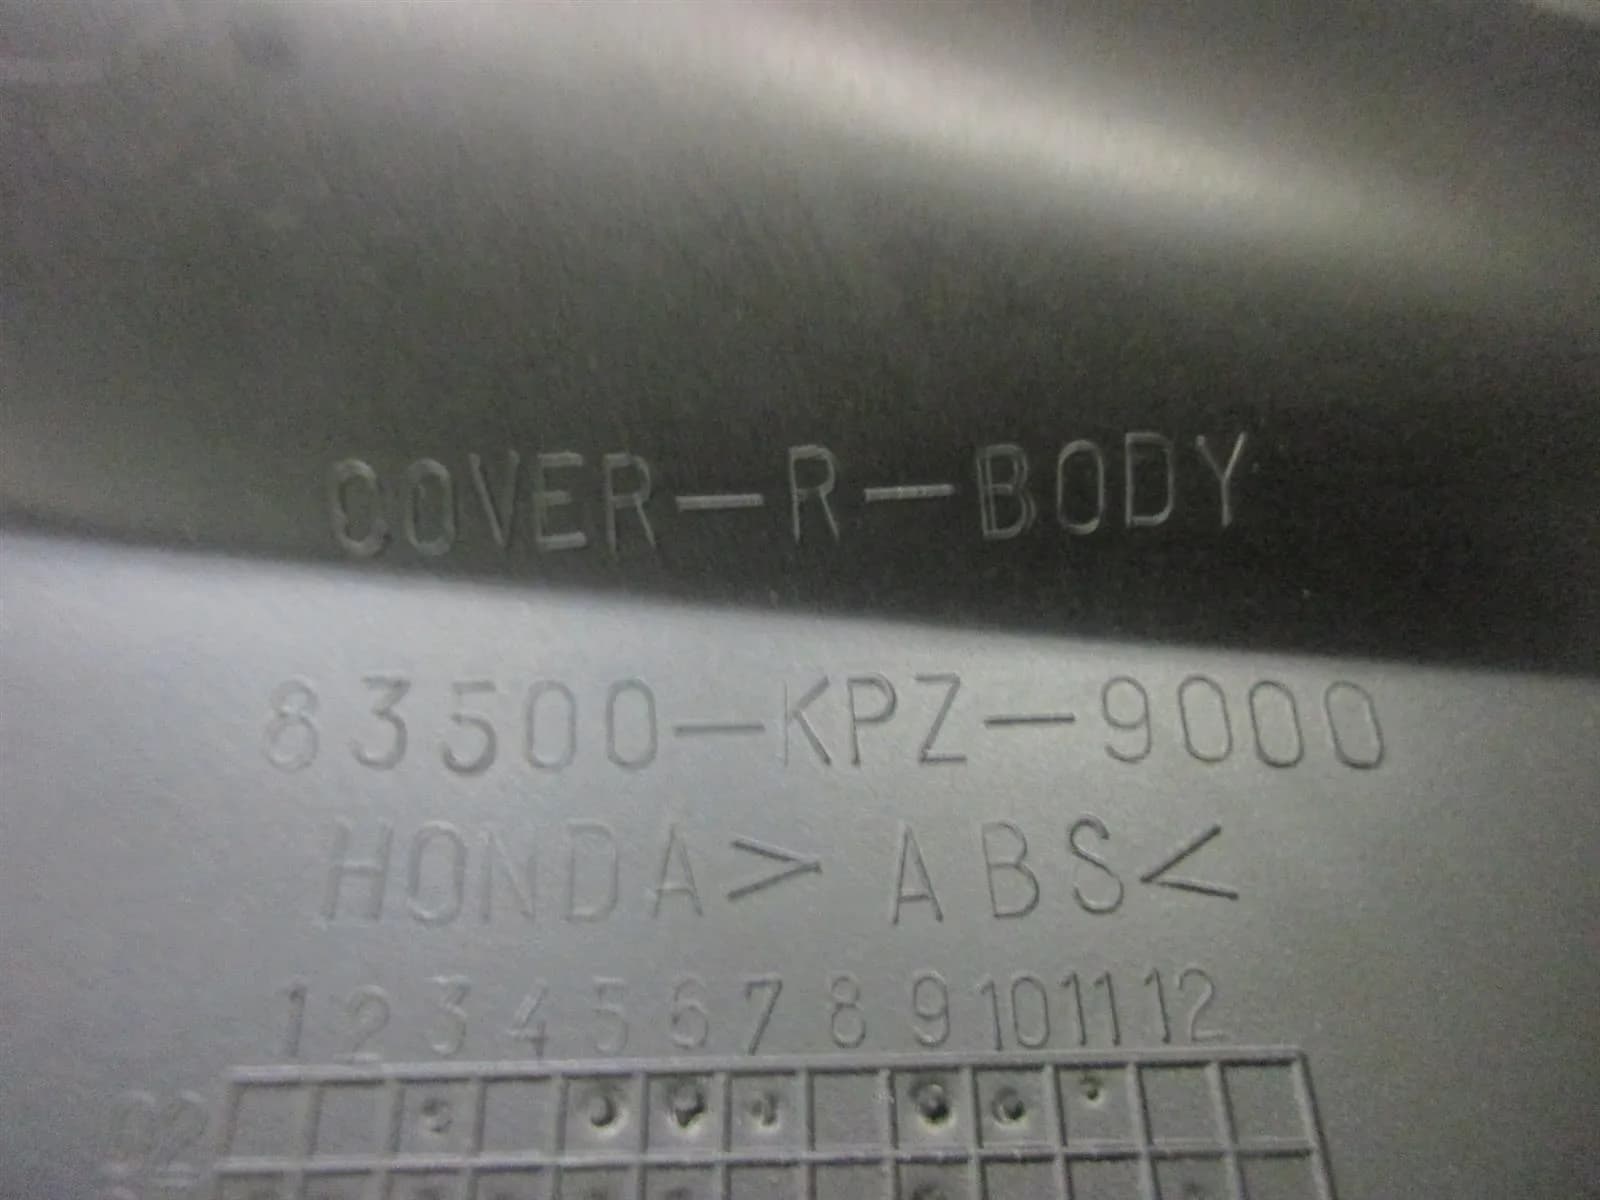 COVER-R-BODY
83500-KPZ-9000
HONDA>ABS<
1 2 3 4 5 6 7 8 9 10 11 12
02